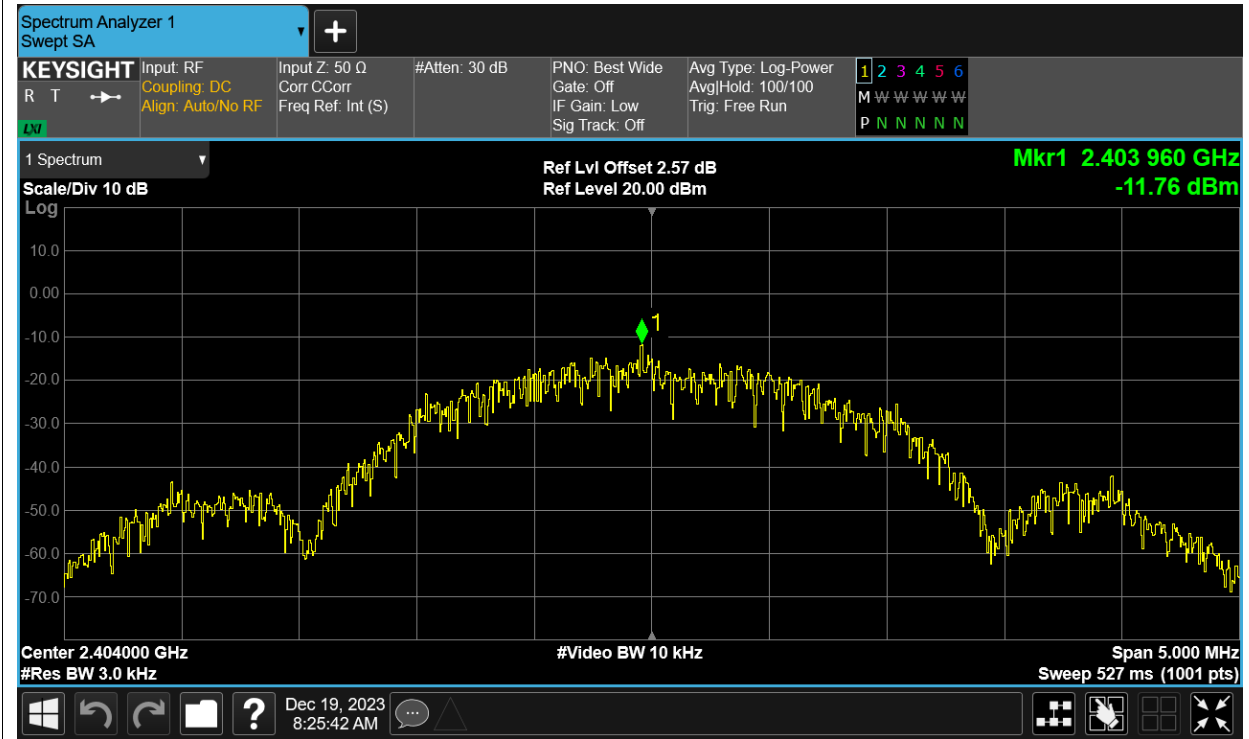 Spectrum Analyzer 1
Swept SA
KEYSIGHT
R T
LXI
Input: RF
Coupling: DC
Align: Auto/No RF
Input Z: 50 Ω
Corr CCorr
Freq Ref: Int (S)
#Atten: 30 dB
PNO: Best Wide
Gate: Off
IF Gain: Low
Sig Track: Off
Avg Type: Log-Power
Avg|Hold: 100/100
Trig: Free Run
1 2 3 4 5 6
M W W W W W
P N N N N N
1 Spectrum
Scale/Div 10 dB
Log
Ref Lvl Offset 2.57 dB
Ref Level 20.00 dBm
Mkr1 2.403 960 GHz
-11.76 dBm
10.0
0.00
-10.0
-20.0
-30.0
-40.0
-50.0
-60.0
-70.0
1
Center 2.404000 GHz
#Res BW 3.0 kHz
#Video BW 10 kHz
Span 5.000 MHz
Sweep 527 ms (1001 pts)
?
Dec 19, 2023
8:25:42 AM